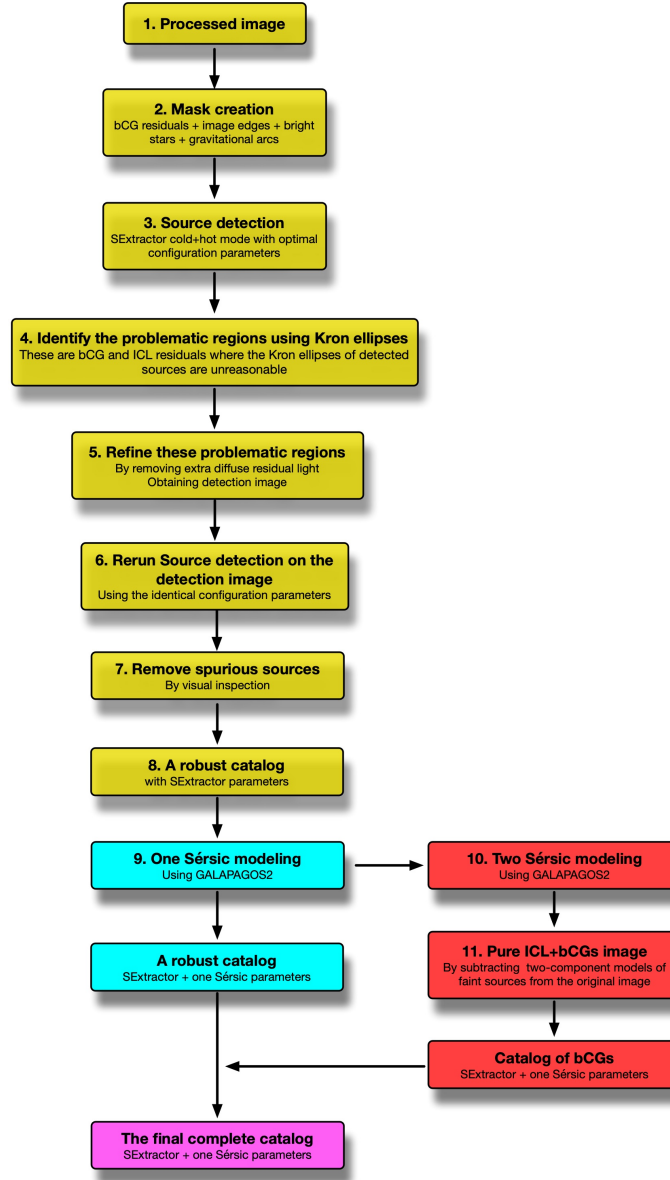 1. Processed image
2. Mask creation
bCG residuals + image edges + bright
stars + gravitational arcs
3. Source detection
SExtractor cold+hot mode with optimal
configuration parameters
4. Identify the problematic regions using Kron ellipses
These are bCG and ICL residuals where the Kron ellipses of detected
sources are unreasonable
5. Refine these problematic regions
By removing extra diffuse residual light
Obtaining detection image
6. Rerun Source detection on the
detection image
Using the identical configuration parameters
7. Remove spurious sources
By visual inspection
8. A robust catalog
with SExtractor parameters
9. One Sérsic modeling
Using GALAPAGOS2
10. Two Sérsic modeling
Using GALAPAGOS2
A robust catalog
SExtractor + one Sérsic parameters
11. Pure ICL+bCGs image
By subtracting two-component models of
faint sources from the original image
Catalog of bCGs
SExtractor + one Sérsic parameters
The final complete catalog
SExtractor + one Sérsic parameters